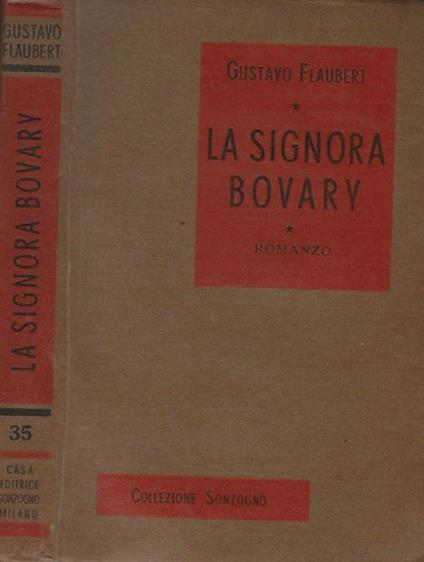 GUSTAVO
FLAUBERT
LA SIGNORA BOVARY
35
CASA
EDITRICE
SONZOGNO
MILANO
GUSTAVO FLAUBERT
★
LA SIGNORA
BOVARY
★
ROMANZO
COLLEZIONE SONZOGNO